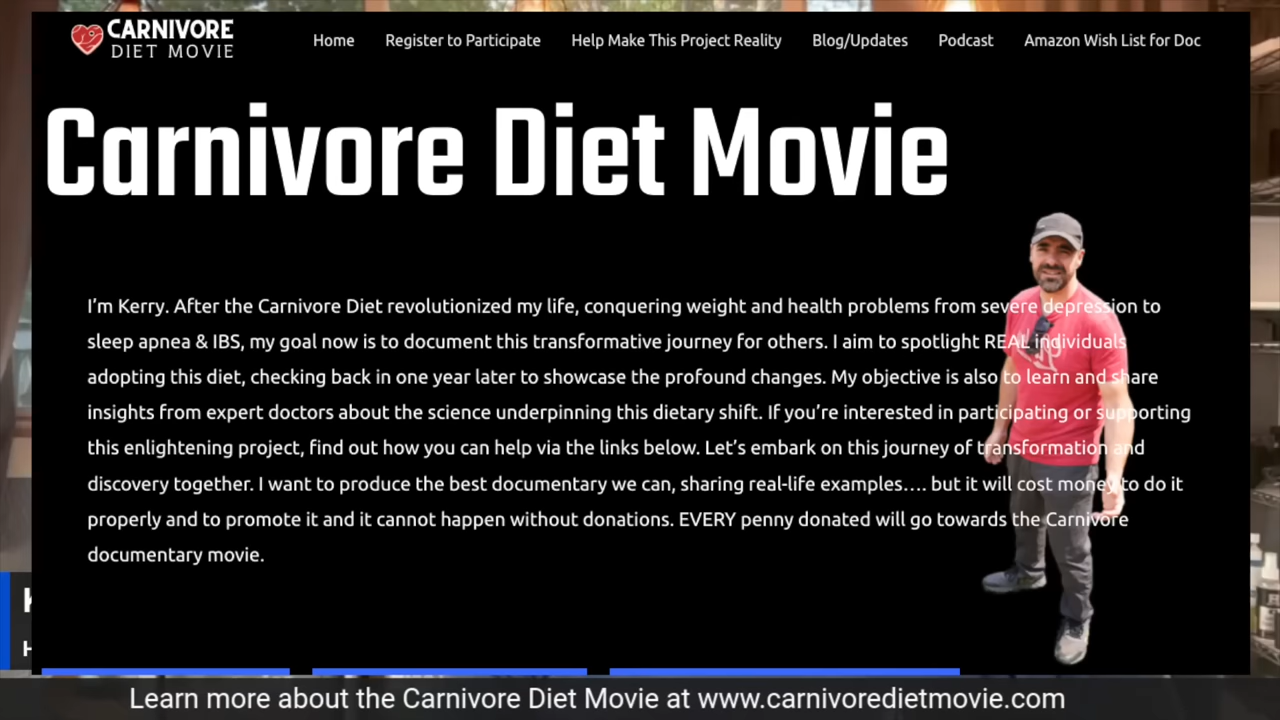 CARNIVORE
DIET MOVIE
Home Register to Participate Help Make This Project Reality Blog/Updates Podcast Amazon Wish List for Doc
Carnivore Diet Movie
I’m Kerry. After the Carnivore Diet revolutionized my life, conquering weight and health problems from severe depression to
sleep apnea & IBS, my goal now is to document this transformative journey for others. I aim to spotlight REAL individuals
adopting this diet, checking back in one year later to showcase the profound changes. My objective is also to learn and share
insights from expert doctors about the science underpinning this dietary shift. If you’re interested in participating or supporting
this enlightening project, find out how you can help via the links below. Let’s embark on this journey of transformation and
discovery together. I want to produce the best documentary we can, sharing real-life examples…. but it will cost money to do it
properly and to promote it and it cannot happen without donations. EVERY penny donated will go towards the Carnivore
documentary movie.
Learn more about the Carnivore Diet Movie at www.carnivoredietmovie.com